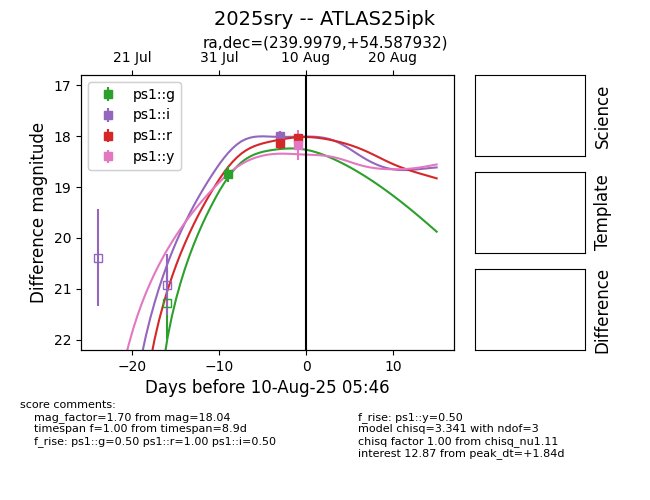 2025sry -- ATLAS25ipk
ra,dec=(239.9979,+54.587932)
21 Jul
31 Jul
10 Aug
20 Aug
17
18
19
20
21
22
Difference magnitude
ps1::g
ps1::i
ps1::r
ps1::y
Science
Template
Difference
−20
−10
0
10
Days before 10-Aug-25 05:46
score comments:
mag_factor=1.70 from mag=18.04
timespan f=1.00 from timespan=8.9d
f_rise: ps1::g=0.50 ps1::r=1.00 ps1::i=0.50
f_rise: ps1::y=0.50
model chisq=3.341 with ndof=3
chisq factor 1.00 from chisq_nu1.11
interest 12.87 from peak_dt=+1.84d